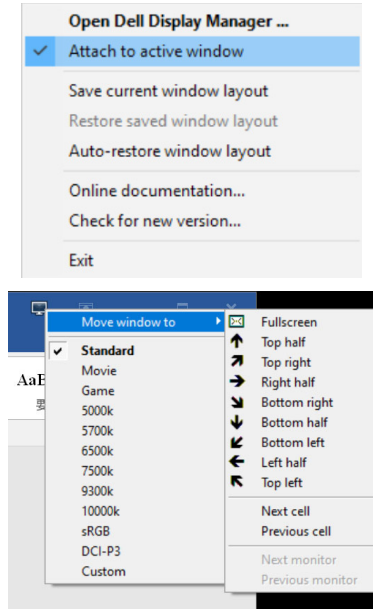 Open Dell Display Manager ...
Attach to active window
Save current window layout
Restore saved window layout
Auto-restore window layout
Online documentation...
Check for new version...
Exit
Move window to
Standard
Movie
Game
5000k
5700k
6500k
7500k
9300k
10000k
sRGB
DCI-P3
Custom
Fullscreen
Top half
Top right
Right half
Bottom right
Bottom half
Bottom left
Left half
Top left
Next cell
Previous cell
Next monitor
Previous monitor